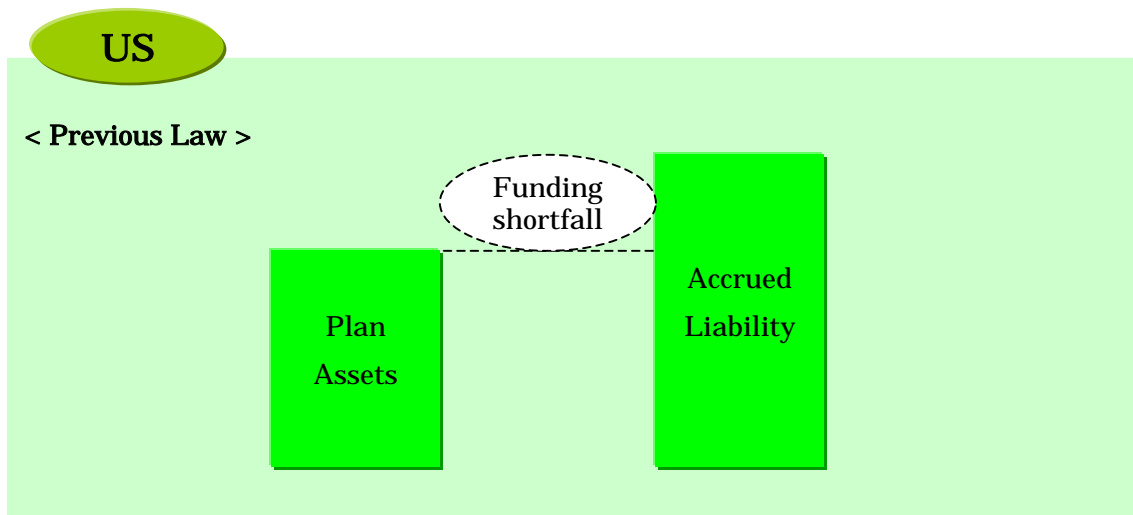 US
< Previous Law >
Funding
shortfall
Accrued
Liability
Plan
Assets